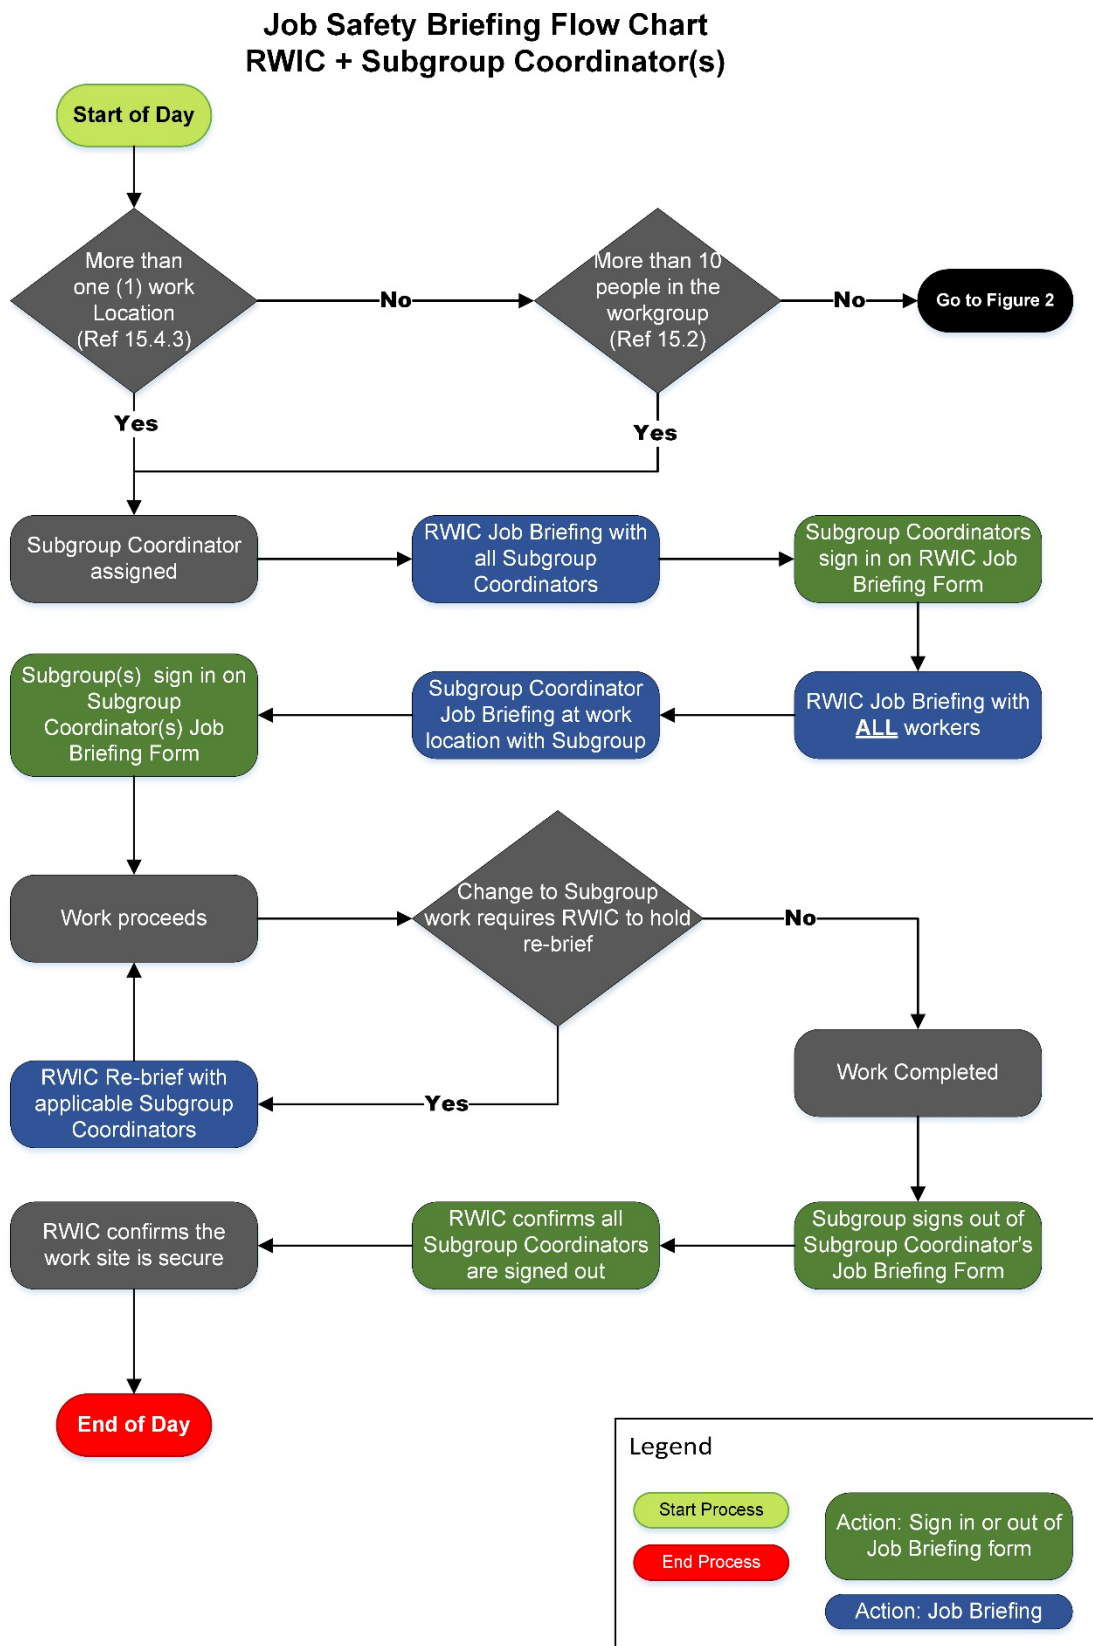 Job Safety Briefing Flow Chart
RWIC + Subgroup Coordinator(s)
Start of Day
More than
one (1) work
Location
(Ref 15.4.3)
No
More than 10
people in the
workgroup
(Ref 15.2)
No
Go to Figure 2
Yes
Yes
Subgroup Coordinator
assigned
RWIC Job Briefing with
all Subgroup
Coordinators
Subgroup Coordinators
sign in on RWIC Job
Briefing Form
Subgroup(s) sign in on
Subgroup
Coordinator(s) Job
Briefing Form
Subgroup Coordinator
Job Briefing at work
location with Subgroup
RWIC Job Briefing with
ALL workers
Work proceeds
Change to Subgroup
work requires RWIC to hold
re-brief
No
RWIC Re-brief with
applicable Subgroup
Coordinators
Yes
Work Completed
RWIC confirms the
work site is secure
RWIC confirms all
Subgroup Coordinators
are signed out
Subgroup signs out of
Subgroup Coordinator's
Job Briefing Form
End of Day
Legend
Start Process
End Process
Action: Sign in or out of
Job Briefing form
Action: Job Briefing